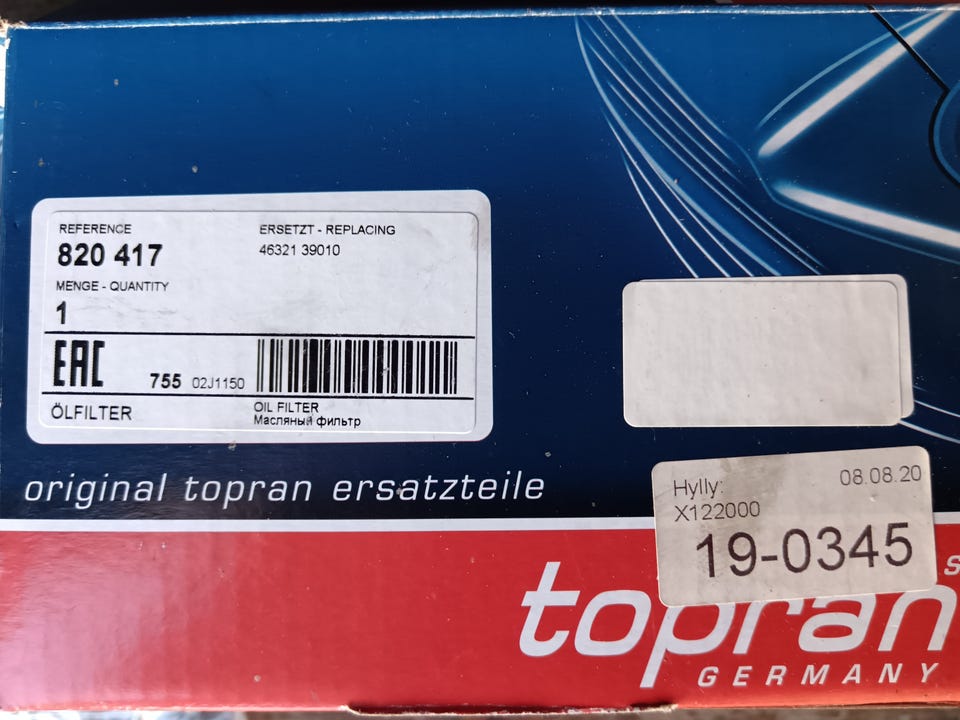 REFERENCE
820 417
ERSETZT - REPLACING
46321 39010
MENGE - QUANTITY
1
EAC
755 02J1150
ÖLFILTER
OIL FILTER
Масляный фильтр
original topran ersatzteile
Hylly:
08.08.20
X122000
19-0345
topran
GERMANY